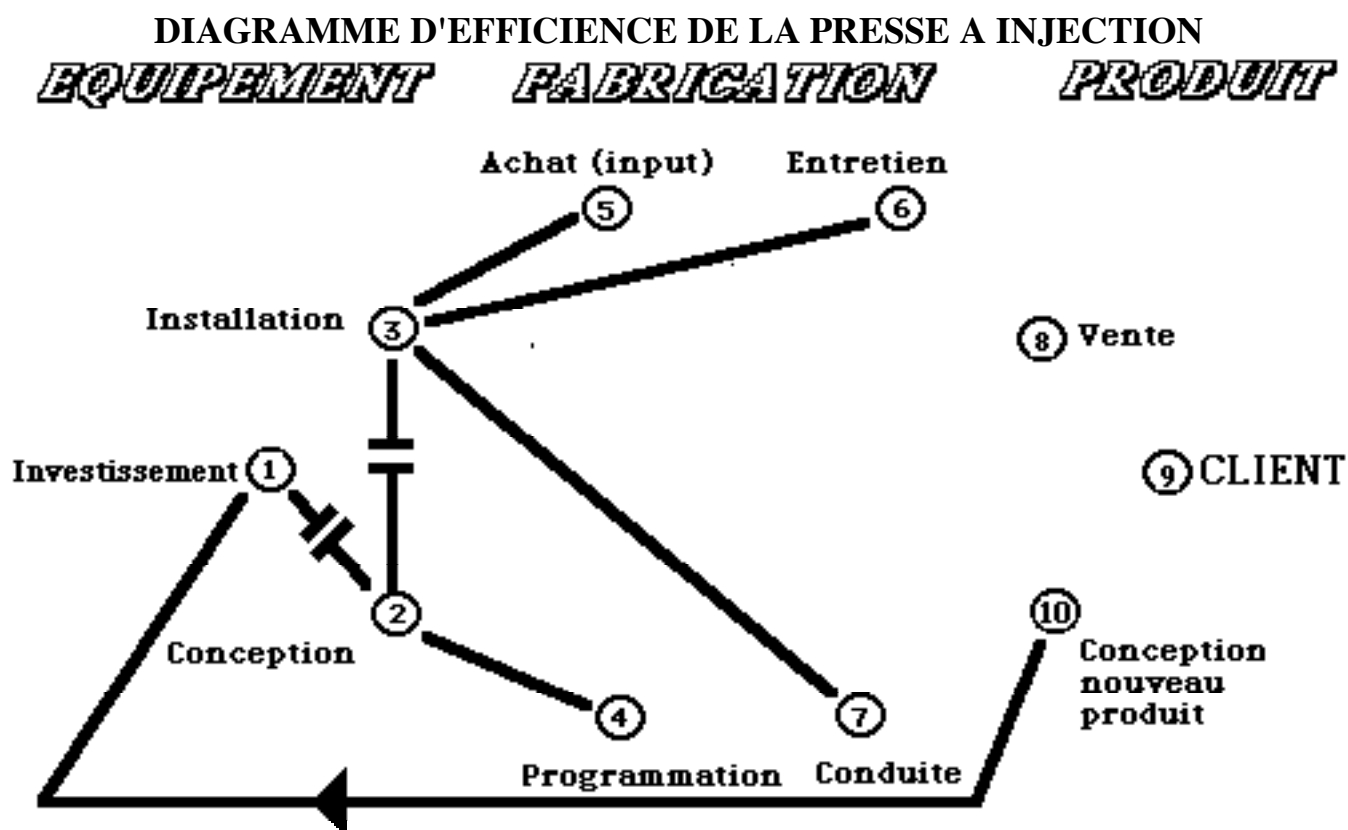 DIAGRAMME D'EFFICIENCE DE LA PRESSE A INJECTION
EQUIPEMENT FABRICATION PRODUIT
Achat (input) Entretien
5 6
Installation 3
8 Vente
Investissement 1
9 CLIENT
2
10
Conception
Conception
nouveau
produit
4 7
Programmation Conduite